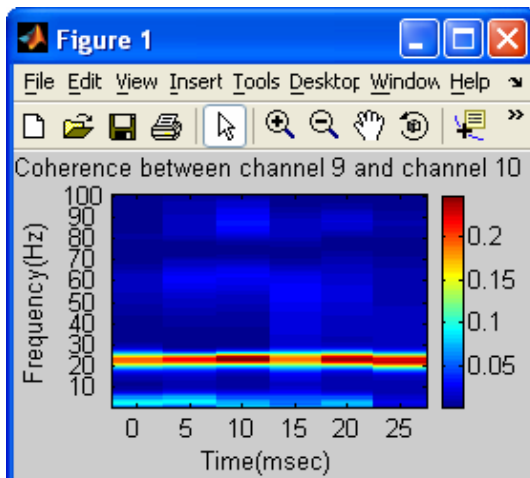 Figure 1
File Edit View Insert Tools Desktop Window Help
Coherence between channel 9 and channel 10
Frequency(Hz)
100
90
80
70
60
50
40
30
20
10
0 5 10 15 20 25
Time(msec)
0.2
0.15
0.1
0.05